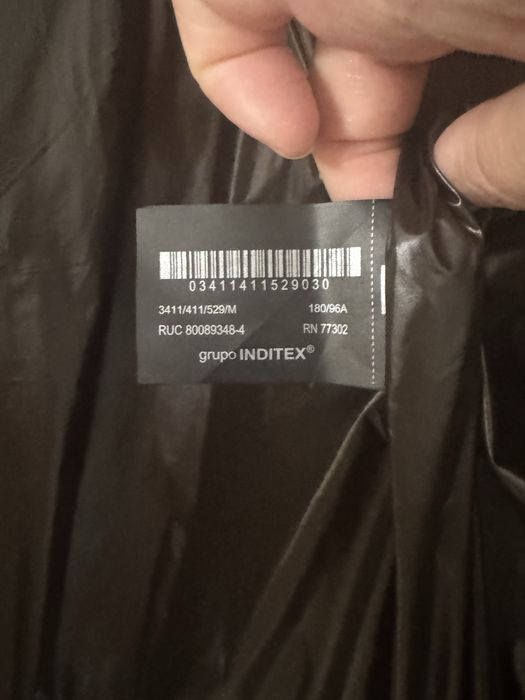 03411411529030
3411/411/529/M 180/96A
RUC 80089348-4 RN 77302
grupo INDITEX®